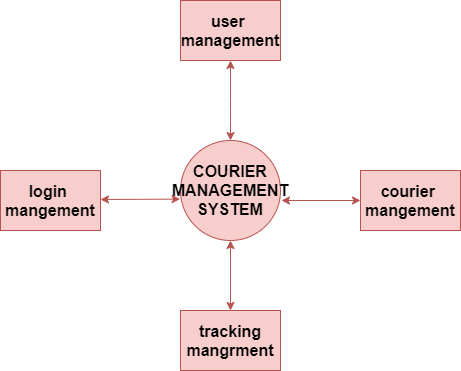 user
management
COURIER
MANAGEMENT
SYSTEM
login
mangement
courier
mangement
tracking
mangrment